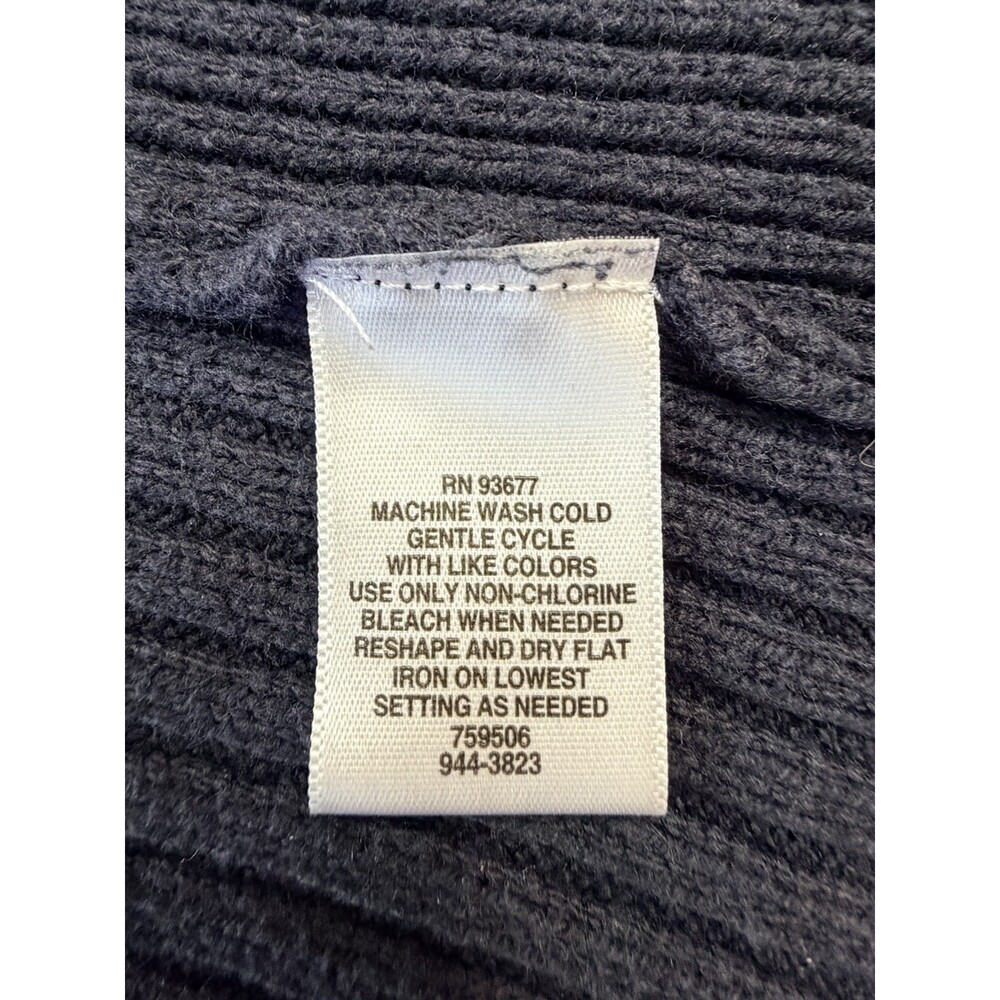 RN 93677
MACHINE WASH COLD
GENTLE CYCLE
WITH LIKE COLORS
USE ONLY NON-CHLORINE
BLEACH WHEN NEEDED
RESHAPE AND DRY FLAT
IRON ON LOWEST
SETTING AS NEEDED
759506
944-3823